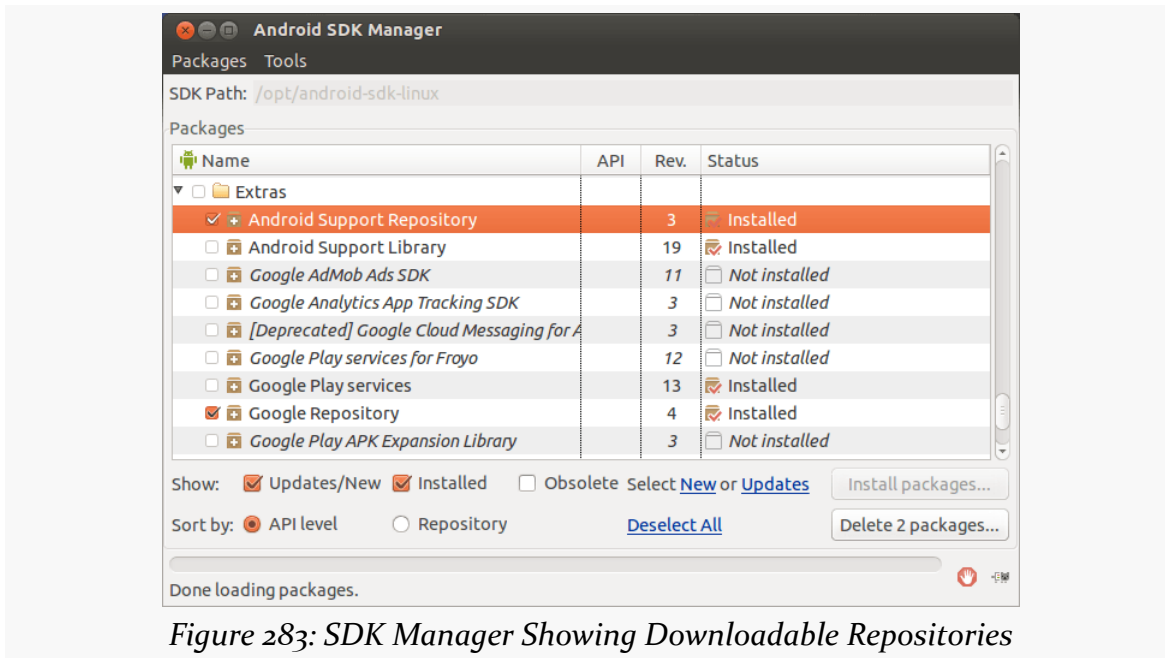 Android SDK Manager
Packages Tools
SDK Path: /opt/android-sdk-linux
Packages
Name API Rev. Status
Extras
Android Support Repository 3 Installed
Android Support Library 19 Installed
Google AdMob Ads SDK 11 Not installed
Google Analytics App Tracking SDK 3 Not installed
[Deprecated] Google Cloud Messaging for A 3 Not installed
Google Play services for Froyo 12 Not installed
Google Play services 13 Installed
Google Repository 4 Installed
Google Play APK Expansion Library 3 Not installed
Show: Updates/New Installed Obsolete Select New or Updates Install packages...
Sort by: API level Repository Deselect All Delete 2 packages...
Done loading packages.
Figure 283: SDK Manager Showing Downloadable Repositories